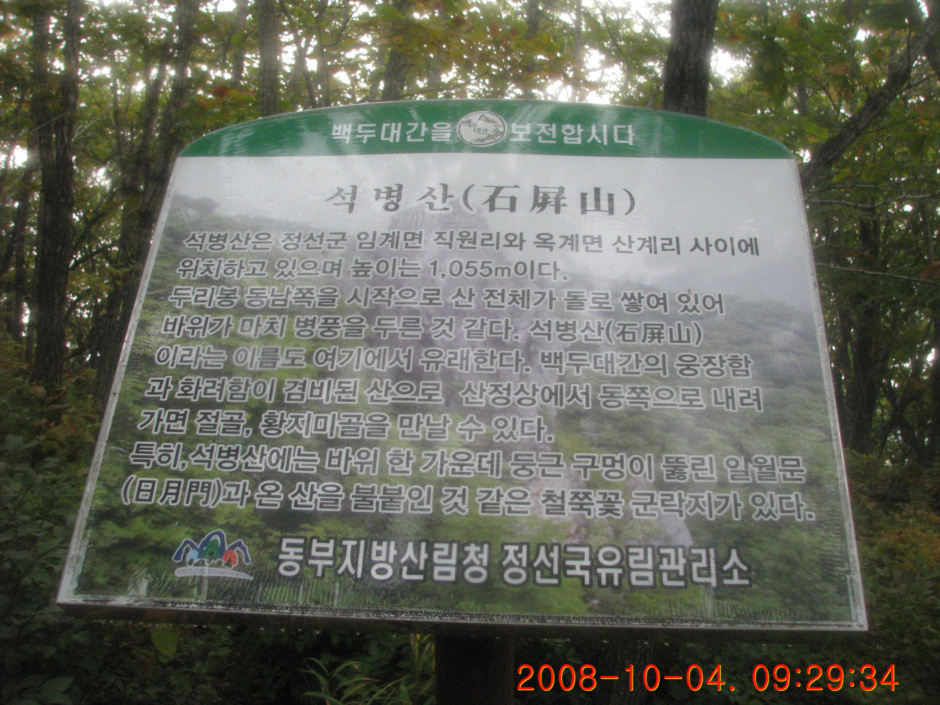 백두대간을 보전합시다
석병산(石屛山)
석병산은 정선군 임계면 직원리와 옥계면 산계리 사이에
위치하고 있으며 높이는 1,055m이다.
두리봉 동남쪽을 시작으로 산 전체가 돌로 쌓여 있어
바위가 마치 병풍을 두른 것 같다. 석병산(石屛山)
이라는 이름도 여기에서 유래한다. 백두대간의 웅장함
과 화려함이 겸비된 산으로 산정상에서 동쪽으로 내려
가면 절골, 황지미골을 만날 수 있다.
특히, 석병산에는 바위 한 가운데 둥근 구멍이 뚫린 일월문
(日月門)과 온 산을 불붙인 것 같은 철쭉꽃 군락지가 있다.
동부지방산림청 정선국유림관리소
2008-10-04. 09:29:34